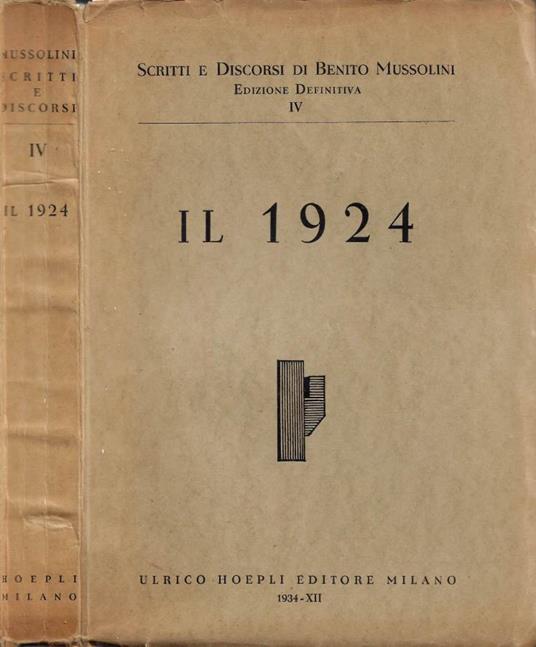 MUSSOLINI
SCRITTI
E
DISCORSI
IV
IL 1924
HOEPLI
MILANO
SCRITTI E DISCORSI DI BENITO MUSSOLINI
EDIZIONE DEFINITIVA
IV
IL 1924
ULRICO HOEPLI EDITORE MILANO
1934-XII